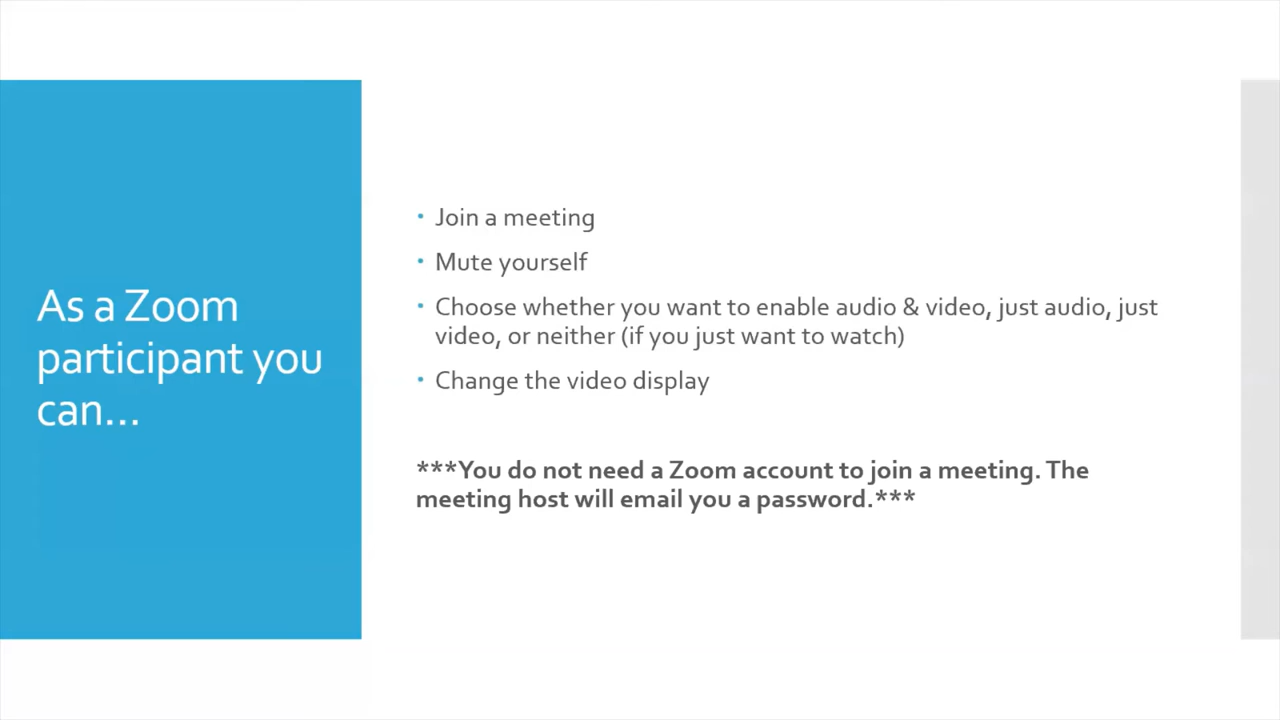 As a Zoom
participant you
can...
• Join a meeting
• Mute yourself
• Choose whether you want to enable audio & video, just audio, just
video, or neither (if you just want to watch)
• Change the video display
***You do not need a Zoom account to join a meeting. The
meeting host will email you a password.***